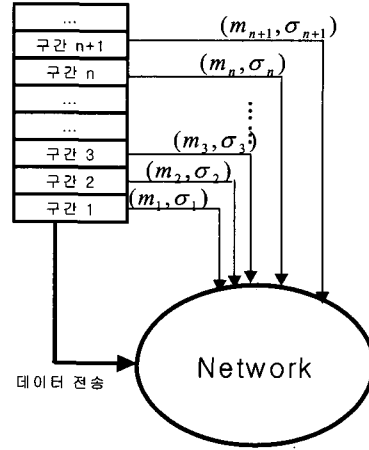 ...
구간 n+1
구간 n
...
...
구간 3
구간 2
구간 1
(m_{n+1}, σ_{n+1})
(m_n, σ_n)
(m_3, σ_3)
(m_2, σ_2)
(m_1, σ_1)
데이터 전송
Network